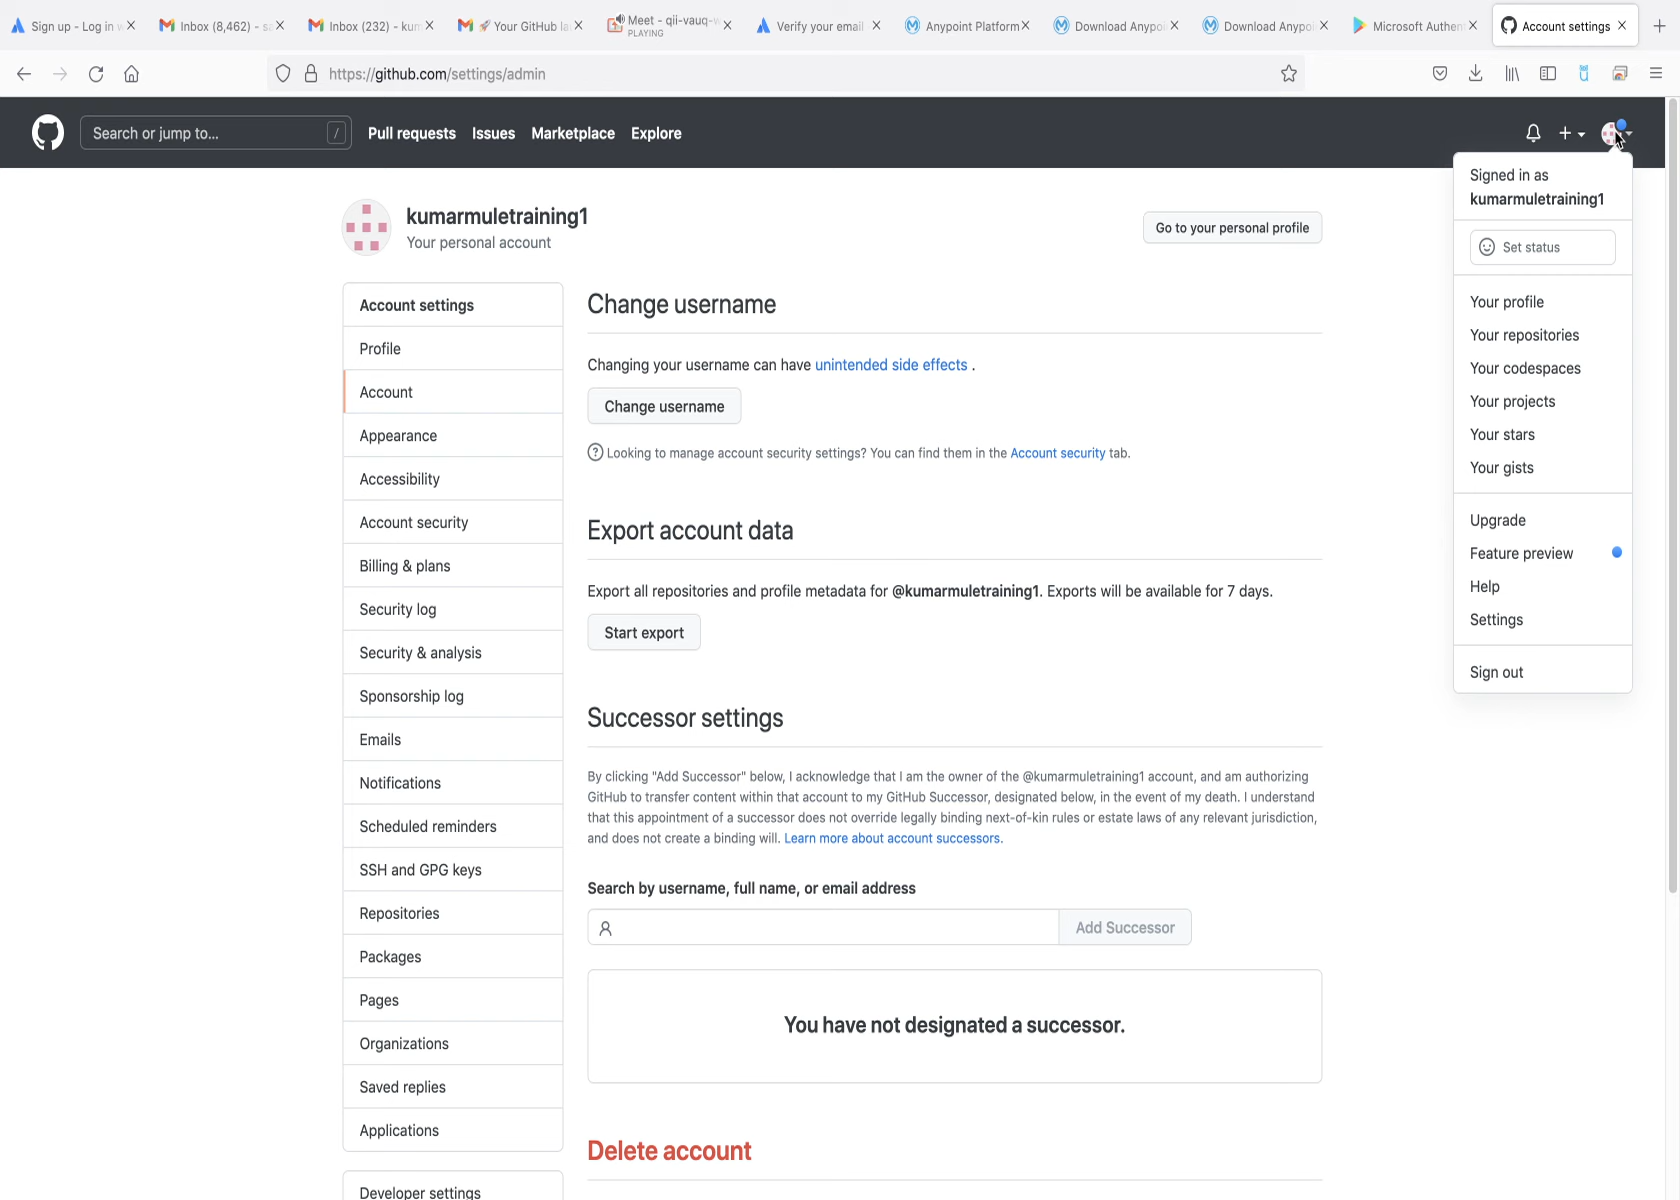 Sign up - Log in w
Inbox (8,462) - sa
Inbox (232) - kum
🚀 Your GitHub la
Meet - qii-vauq-w
PLAYING
Verify your email
Anypoint Platform
Download Anypoi
Download Anypoi
Microsoft Authen
Account settings
https://github.com/settings/admin
Search or jump to... /
Pull requests Issues Marketplace Explore
Signed in as
kumarmuletraining1
Set status
Your profile
Your repositories
Your codespaces
Your projects
Your stars
Your gists
Upgrade
Feature preview
Help
Settings
Sign out
kumarmuletraining1
Your personal account
Go to your personal profile
Account settings
Profile
Account
Appearance
Accessibility
Account security
Billing & plans
Security log
Security & analysis
Sponsorship log
Emails
Notifications
Scheduled reminders
SSH and GPG keys
Repositories
Packages
Pages
Organizations
Saved replies
Applications
Developer settings
Change username
Changing your username can have unintended side effects .
Change username
Looking to manage account security settings? You can find them in the Account security tab.
Export account data
Export all repositories and profile metadata for @kumarmuletraining1. Exports will be available for 7 days.
Start export
Successor settings
By clicking "Add Successor" below, I acknowledge that I am the owner of the @kumarmuletraining1 account, and am authorizing
GitHub to transfer content within that account to my GitHub Successor, designated below, in the event of my death. I understand
that this appointment of a successor does not override legally binding next-of-kin rules or estate laws of any relevant jurisdiction,
and does not create a binding will. Learn more about account successors.
Search by username, full name, or email address
Add Successor
You have not designated a successor.
Delete account